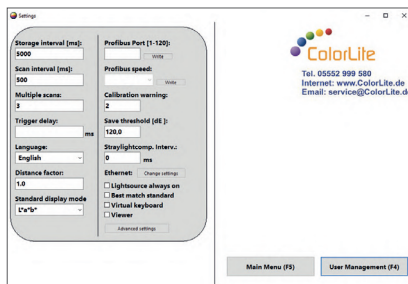 Settings
Storage interval [ms]:
5000
Scan interval [ms]:
500
Multiple scans:
3
Trigger delay:
ms
Language:
English
Distance factor:
1.0
Standard display mode
L*a*b*
Profibus Port [1-120]:
Write
Profibus speed:
Write
Calibration warning:
2
Save threshold [dE ]:
120,0
Straylightcomp. Interv.:
0 ms
Ethernet: Change settings
Lightsource always on
Best match standard
Virtual keyboard
Viewer
Advanced settings
ColorLite
Tel. 05552 999 580
Internet: www.ColorLite.de
Email: service@ColorLite.d
Main Menu (F5)
User Management (F4)